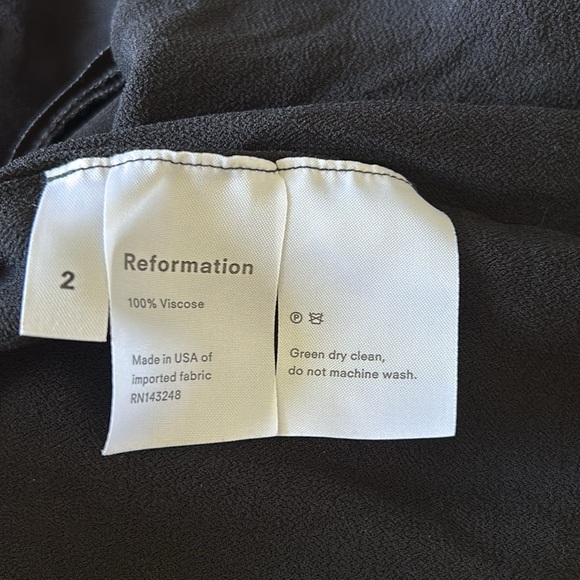 2
Reformation
100% Viscose
Made in USA of
imported fabric
RN143248
P
Green dry clean,
do not machine wash.